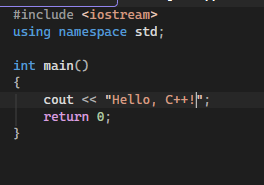 #include <iostream>
using namespace std;

int main()
{
    cout << "Hello, C++!";
    return 0;
}